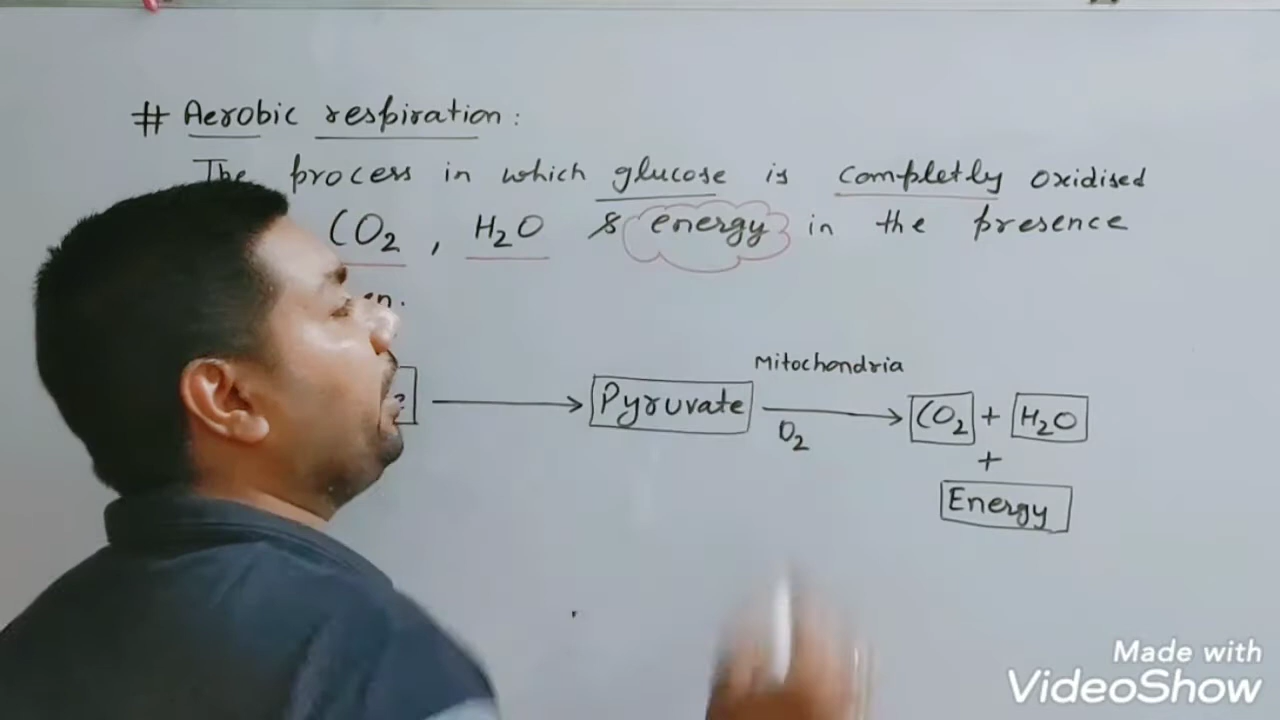 # Aerobic respiration :
The process in which glucose is completly oxidised
CO2 , H2O & energy in the presence
Mitochondria
Pyruvate CO2 + H2O
O2
+
Energy
Made with
VideoShow